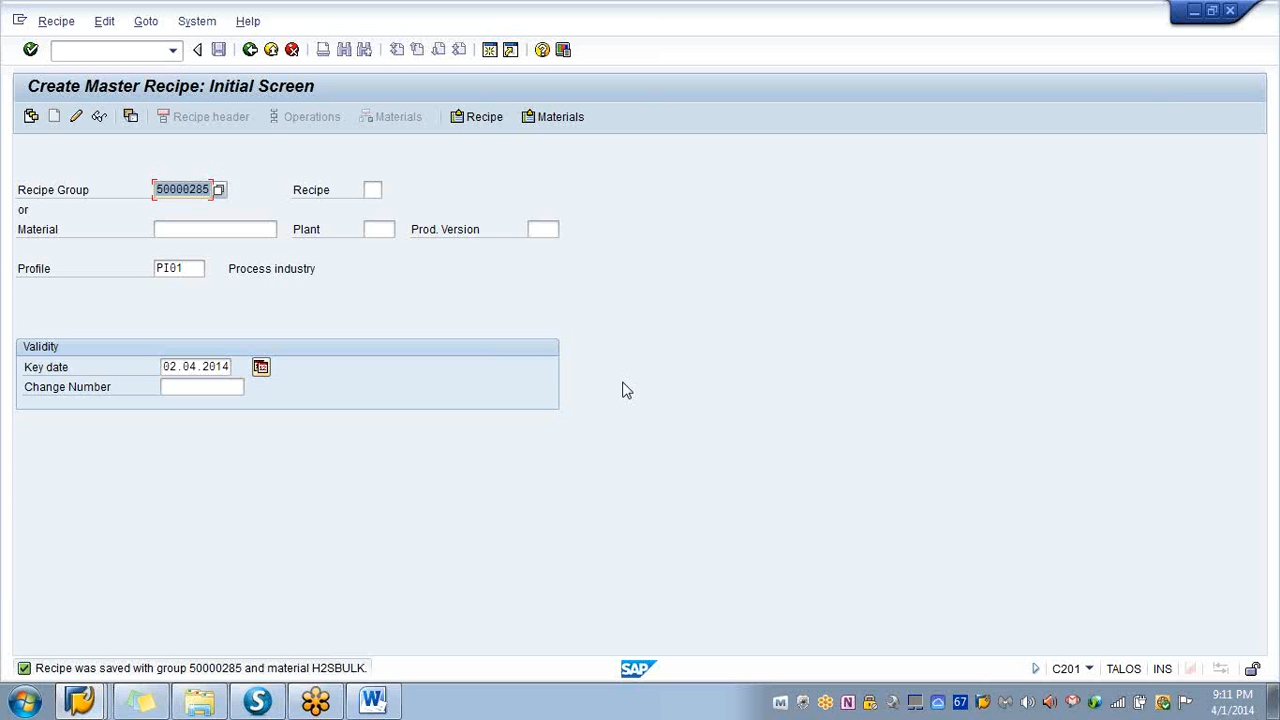 Recipe Edit Goto System Help
Create Master Recipe: Initial Screen
Recipe header Operations Materials Recipe Materials
Recipe Group 50000285 Recipe
or
Material Plant Prod. Version
Profile PI01 Process industry
Validity
Key date 02.04.2014
Change Number
Recipe was saved with group 50000285 and material H2SBULK.
SAP
C201 TALOS INS
S W M N 67
9:11 PM
4/1/2014